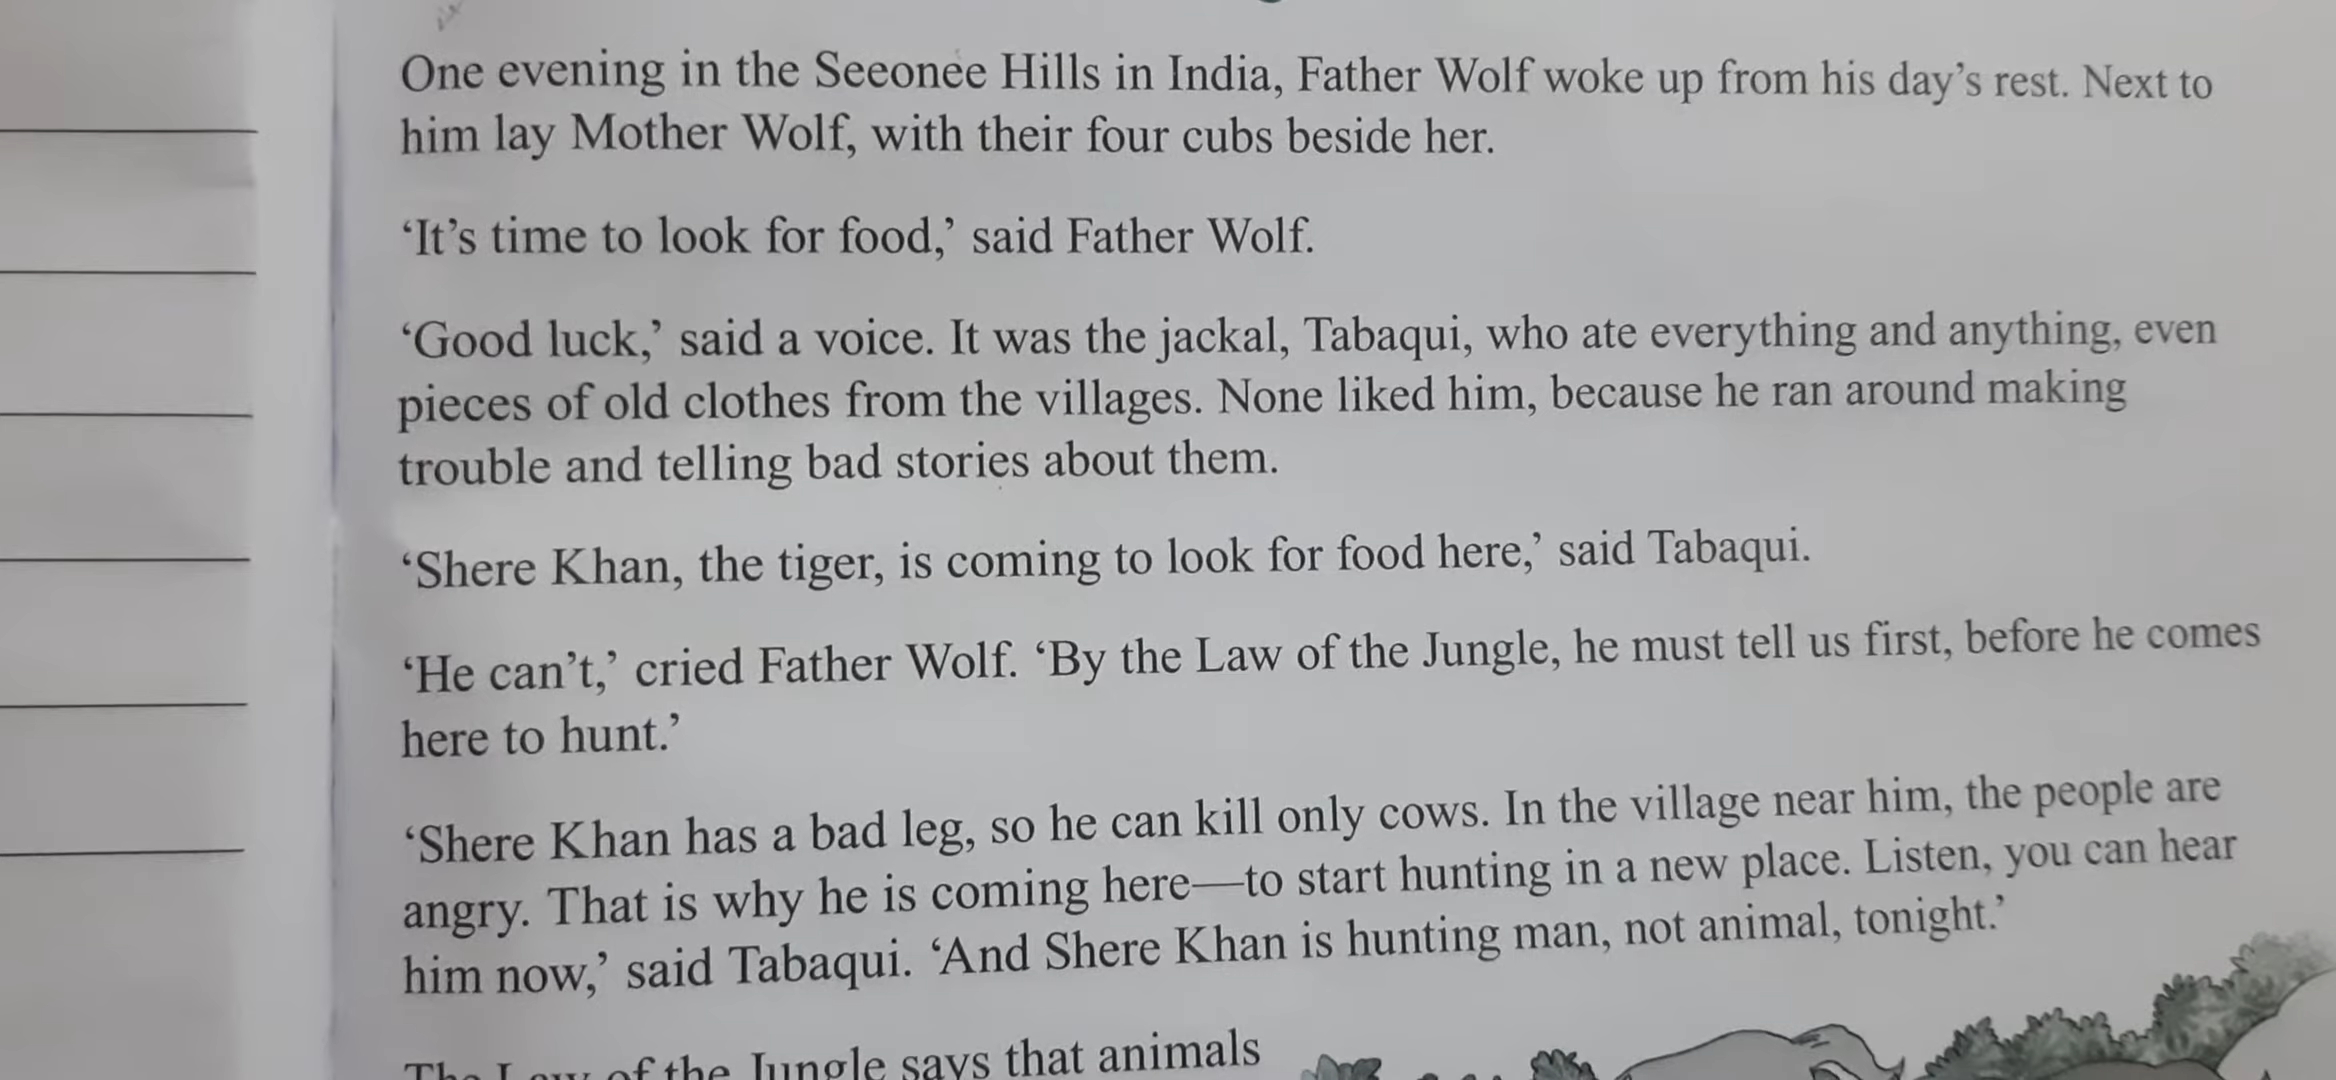 One evening in the Seeonee Hills in India, Father Wolf woke up from his day’s rest. Next to
him lay Mother Wolf, with their four cubs beside her.
‘It’s time to look for food,’ said Father Wolf.
‘Good luck,’ said a voice. It was the jackal, Tabaqui, who ate everything and anything, even
pieces of old clothes from the villages. None liked him, because he ran around making
trouble and telling bad stories about them.
‘Shere Khan, the tiger, is coming to look for food here,’ said Tabaqui.
‘He can’t,’ cried Father Wolf. ‘By the Law of the Jungle, he must tell us first, before he comes
here to hunt.’
‘Shere Khan has a bad leg, so he can kill only cows. In the village near him, the people are
angry. That is why he is coming here—to start hunting in a new place. Listen, you can hear
him now,’ said Tabaqui. ‘And Shere Khan is hunting man, not animal, tonight.’
The Law of the Jungle says that animals